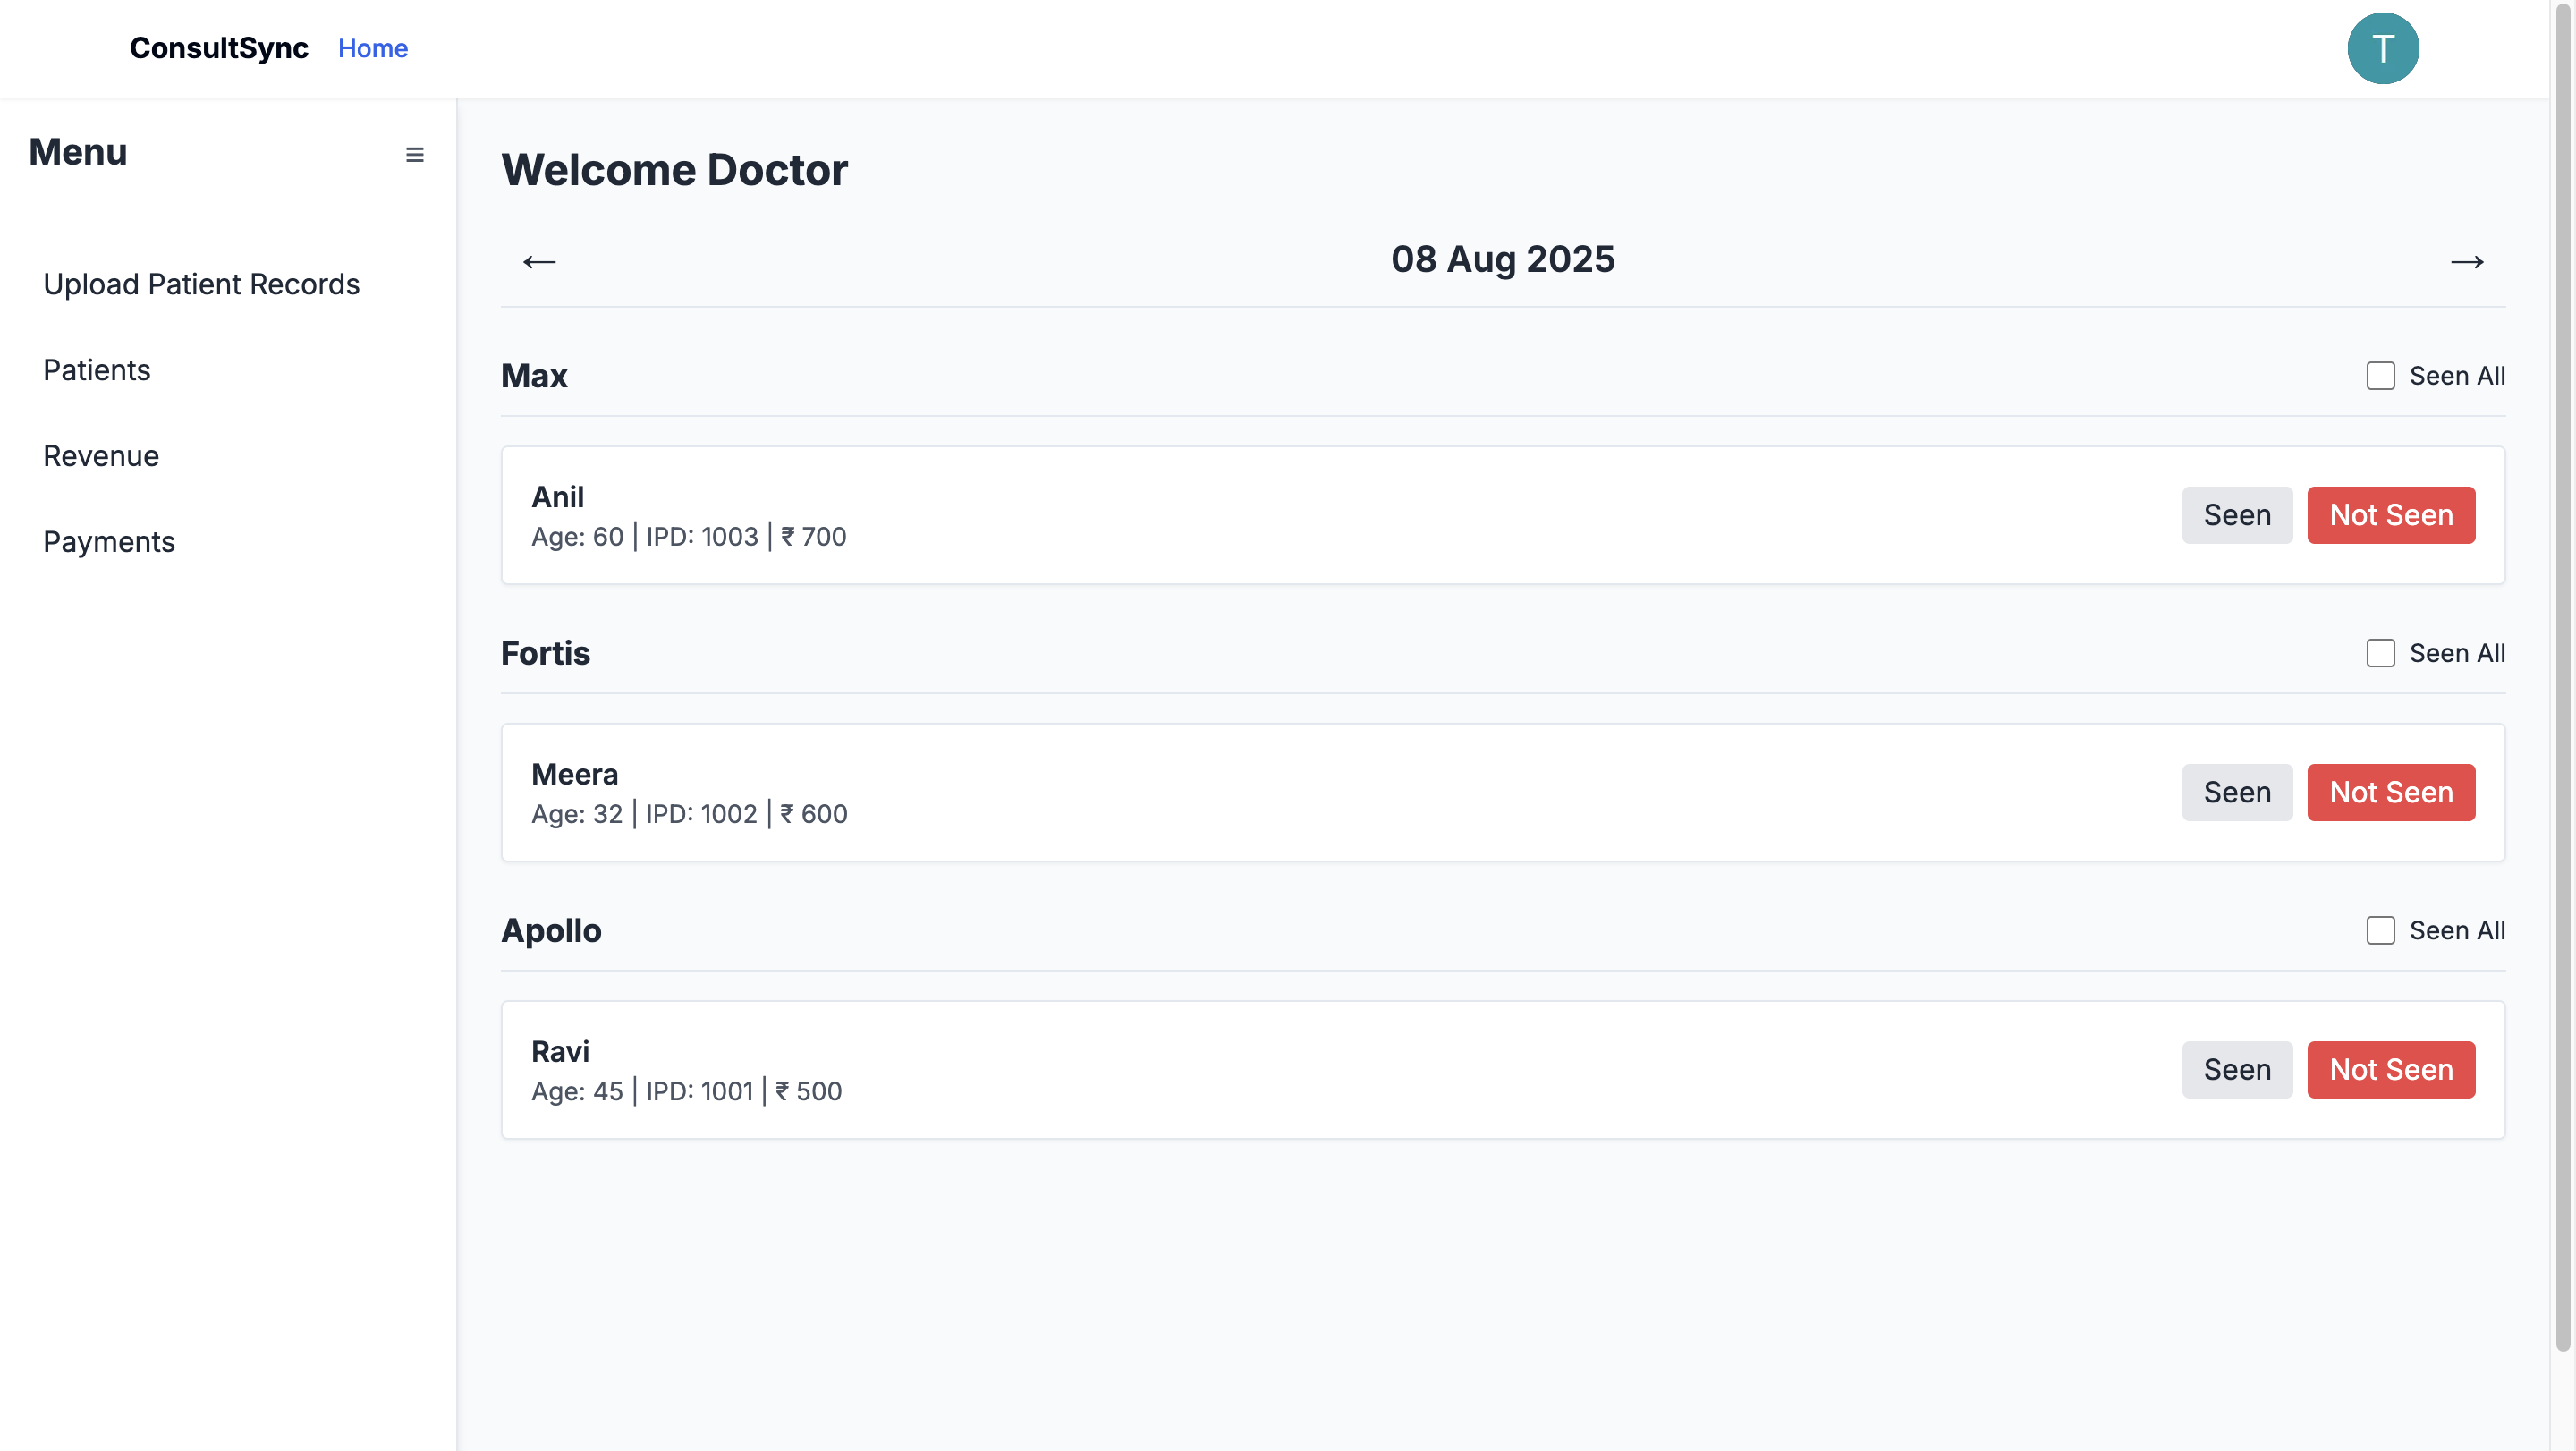 ConsultSync Home T
Menu ≡
Upload Patient Records
Patients
Revenue
Payments
Welcome Doctor
← 08 Aug 2025 →
Max Seen All
Anil Seen Not Seen
Age: 60 | IPD: 1003 | ₹ 700
Fortis Seen All
Meera Seen Not Seen
Age: 32 | IPD: 1002 | ₹ 600
Apollo Seen All
Ravi Seen Not Seen
Age: 45 | IPD: 1001 | ₹ 500